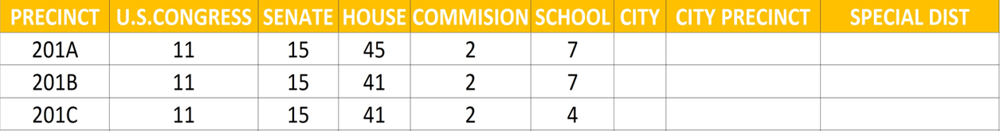 PRECINCT U.S.CONGRESS SENATE HOUSE COMMISION SCHOOL CITY CITY PRECINCT SPECIAL DIST
201A 11 15 45 2 7
201B 11 15 41 2 7
201C 11 15 41 2 4